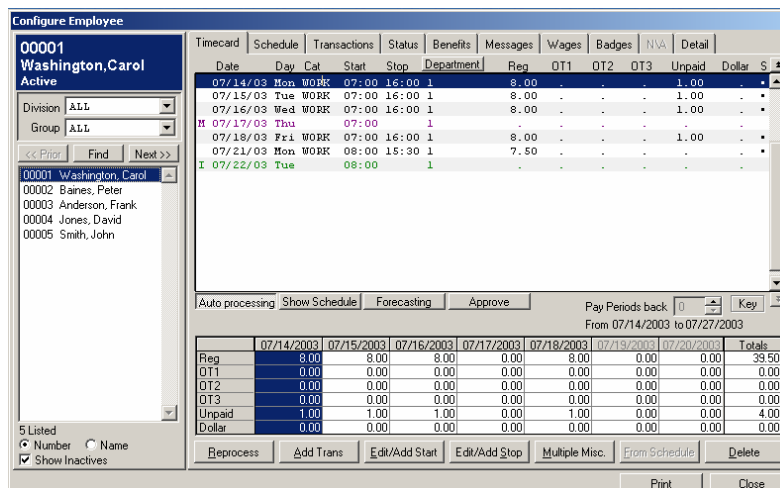 Configure Employee
00001
Washington,Carol
Active
Division ALL
Group ALL
<< Prior Find Next >>
00001 Washington, Carol
00002 Baines, Peter
00003 Anderson, Frank
00004 Jones, David
00005 Smith, John
5 Listed
Number Name
Show Inactives
Timecard Schedule Transactions Status Benefits Messages Wages Badges N\A Detail
Date Day Cat Start Stop Department Reg OT1 OT2 OT3 Unpaid Dollar S
07/14/03 Mon WORK 07:00 16:00 1 8.00 . . . 1.00 .
07/15/03 Tue WORK 07:00 16:00 1 8.00 . . . 1.00 .
07/16/03 Wed WORK 07:00 16:00 1 8.00 . . . 1.00 .
M 07/17/03 Thu 07:00 1 . . . . . .
07/18/03 Fri WORK 07:00 16:00 1 8.00 . . . 1.00 .
07/21/03 Mon WORK 08:00 15:30 1 7.50 . . . . .
I 07/22/03 Tue 08:00 1 . . . . . .
Auto processing Show Schedule Forecasting Approve Pay Periods back 0 Key
From 07/14/2003 to 07/27/2003
07/14/2003 07/15/2003 07/16/2003 07/17/2003 07/18/2003 07/19/2003 07/20/2003 Totals
Reg 8.00 8.00 8.00 0.00 8.00 0.00 0.00 39.50
OT1 0.00 0.00 0.00 0.00 0.00 0.00 0.00 0.00
OT2 0.00 0.00 0.00 0.00 0.00 0.00 0.00 0.00
OT3 0.00 0.00 0.00 0.00 0.00 0.00 0.00 0.00
Unpaid 1.00 1.00 1.00 0.00 1.00 0.00 0.00 4.00
Dollar 0.00 0.00 0.00 0.00 0.00 0.00 0.00 0.00
Reprocess Add Trans Edit/Add Start Edit/Add Stop Multiple Misc. From Schedule Delete
Print Close